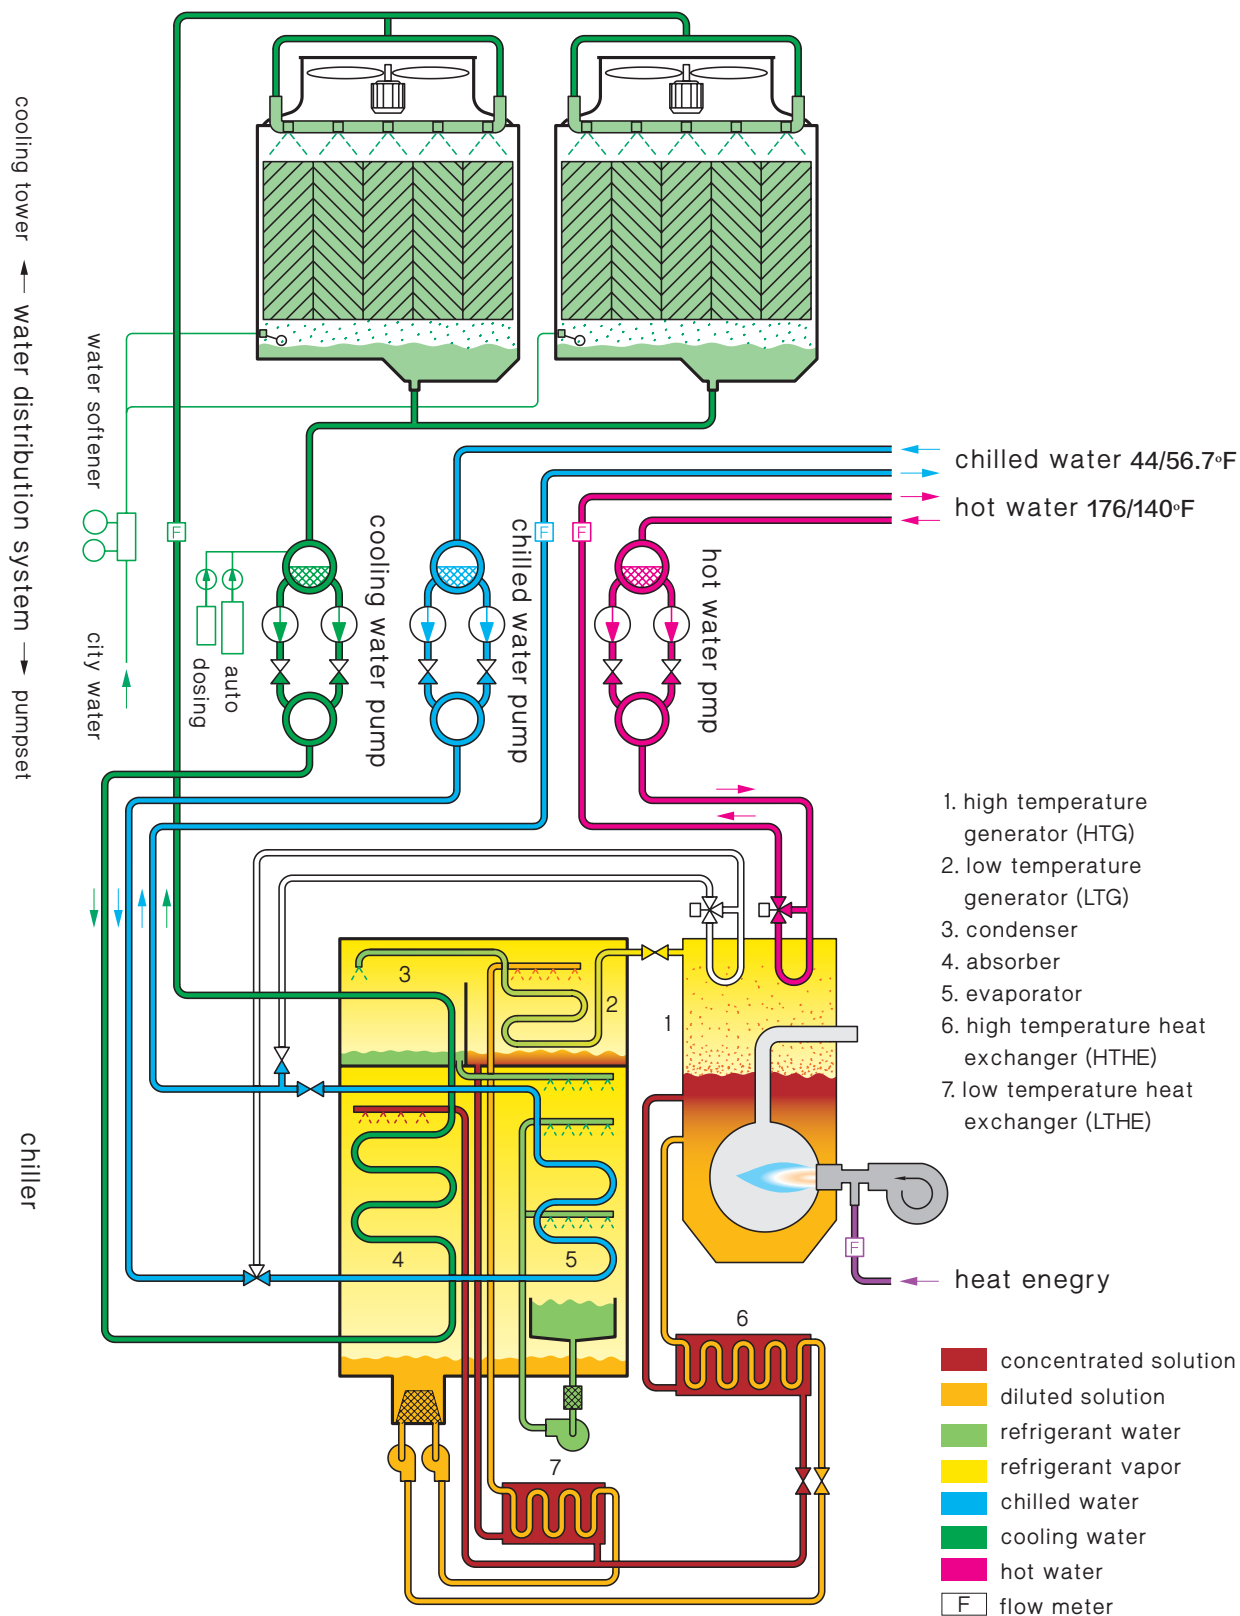 cooling tower ← water distribution system → pumpset
water softener
city water
dosing
auto
cooling water pump
chilled water pump
hot water pmp
F
F
F
chilled water 44/56.7°F
hot water 176/140°F
1. high temperature
generator (HTG)
2. low temperature
generator (LTG)
3. condenser
4. absorber
5. evaporator
6. high temperature heat
exchanger (HTHE)
7. low temperature heat
exchanger (LTHE)
3
2
1
4
5
chiller
F
heat enegry
6
7
concentrated solution
diluted solution
refrigerant water
refrigerant vapor
chilled water
cooling water
hot water
F flow meter